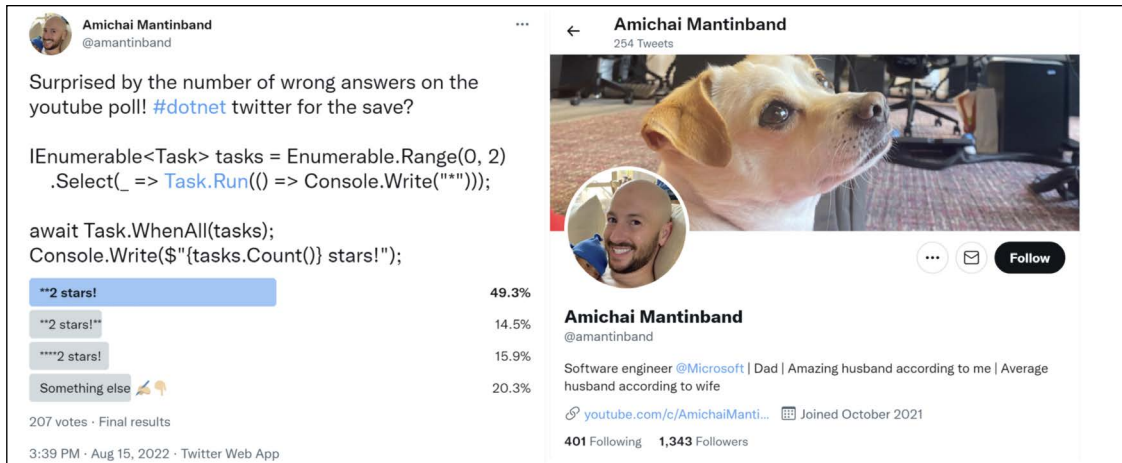 Amichai Mantinband
@amantinband
Surprised by the number of wrong answers on the
youtube poll! #dotnet twitter for the save?
IEnumerable<Task> tasks = Enumerable.Range(0, 2)
.Select(_ => Task.Run(() => Console.Write("*")));
await Task.WhenAll(tasks);
Console.Write($"{tasks.Count()} stars!");
**2 stars! 49.3%
**2 stars!** 14.5%
****2 stars! 15.9%
Something else ✍🏼👇🏼 20.3%
207 votes · Final results
3:39 PM · Aug 15, 2022 · Twitter Web App
Amichai Mantinband
254 Tweets
Follow
Amichai Mantinband
@amantinband
Software engineer @Microsoft | Dad | Amazing husband according to me | Average
husband according to wife
youtube.com/c/AmichaiManti... Joined October 2021
401 Following 1,343 Followers